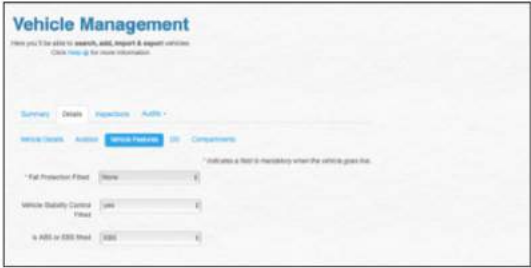 Vehicle Management
Here you'll be able to search, add, import & export vehicles.
Click Help @ for more information.
Summary Details Inspections Audits
Vehicle Details Axles Vehicle Features Compartments
* Indicates a field is mandatory when the vehicle goes live.
* Fall Protection Fitted None
Vehicle Stability Control Fitted
Is ABS or EBS fitted EBS